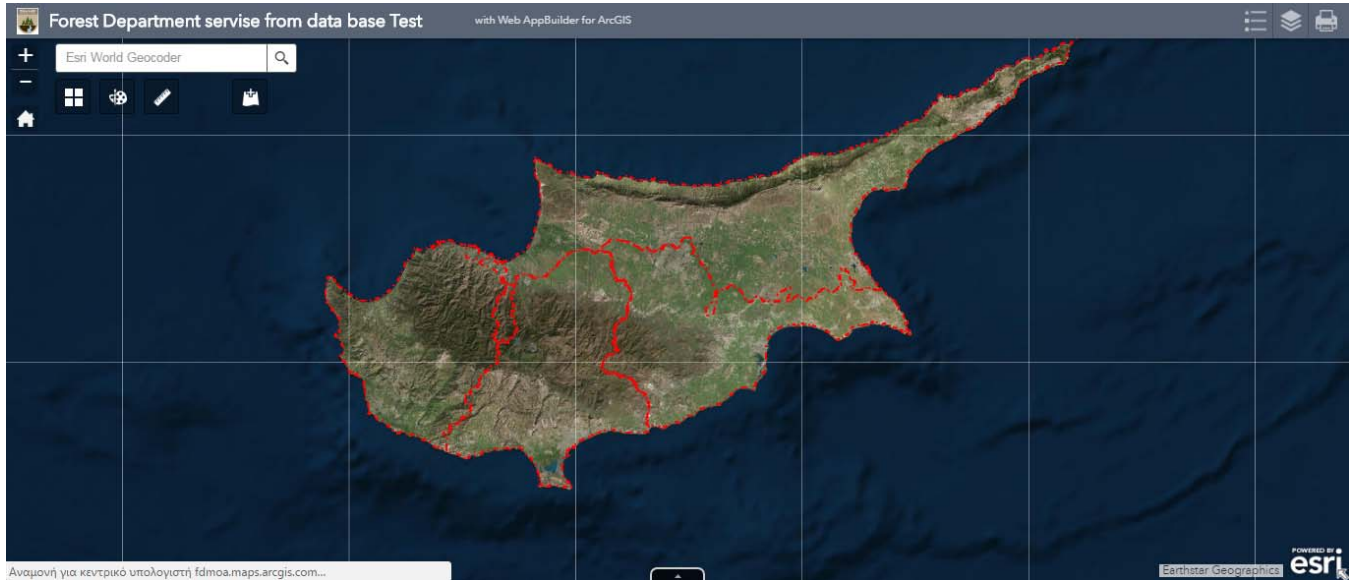 Forest Department servise from data base Test
with Web AppBuilder for ArcGIS
+
Esri World Geocoder
−
Αναμονή για κεντρικό υπολογιστή fdmoa.maps.arcgis.com...
Earthstar Geographics
POWERED BY
esri